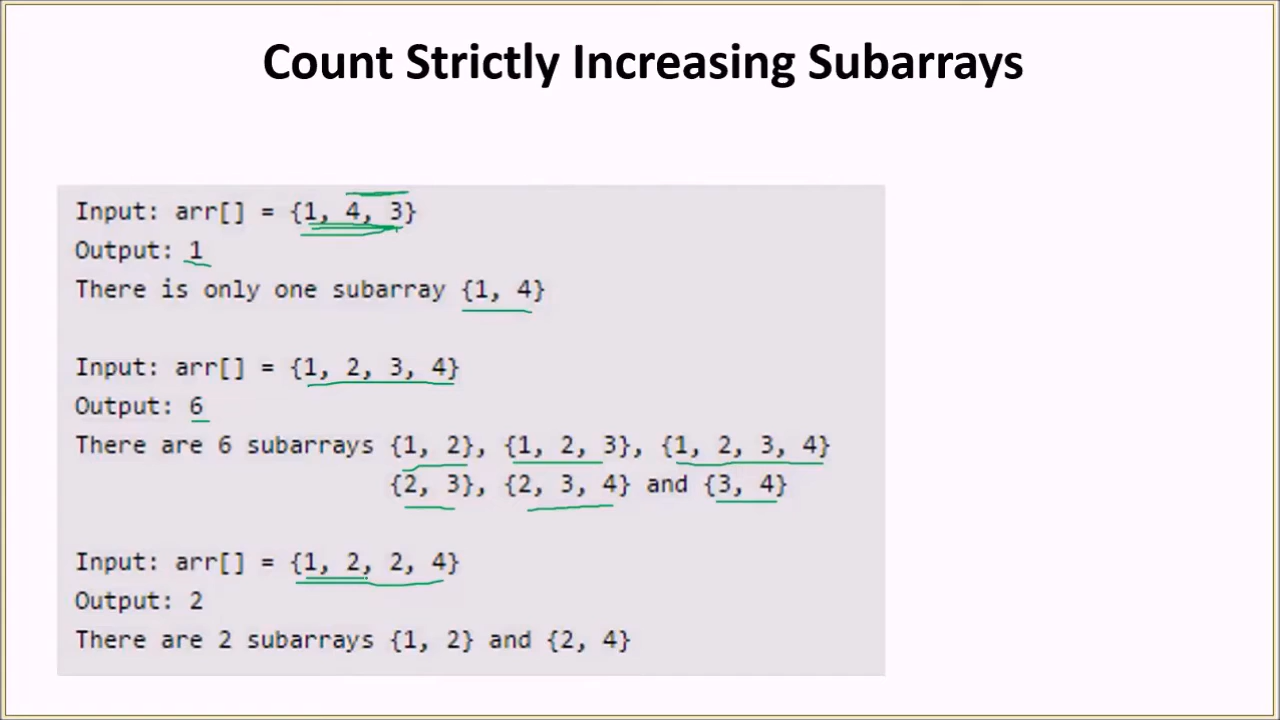 Count Strictly Increasing Subarrays
Input: arr[] = {1, 4, 3}
Output: 1
There is only one subarray {1, 4}
Input: arr[] = {1, 2, 3, 4}
Output: 6
There are 6 subarrays {1, 2}, {1, 2, 3}, {1, 2, 3, 4}
{2, 3}, {2, 3, 4} and {3, 4}
Input: arr[] = {1, 2, 2, 4}
Output: 2
There are 2 subarrays {1, 2} and {2, 4}